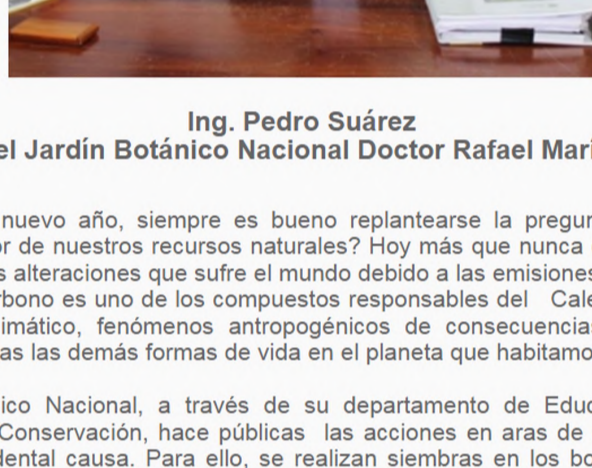 Ing. Pedro Suárez
el Jardín Botánico Nacional Doctor Rafael Mari
nuevo año, siempre es bueno replantearse la pregun
or de nuestros recursos naturales? Hoy más que nunca
s alteraciones que sufre el mundo debido a las emisiones
rbono es uno de los compuestos responsables del Cale
imático, fenómenos antropogénicos de consecuencias
as las demás formas de vida en el planeta que habitamo
ico Nacional, a través de su departamento de Educ
Conservación, hace públicas las acciones en aras de
dental causa. Para ello, se realizan siembras en los bo